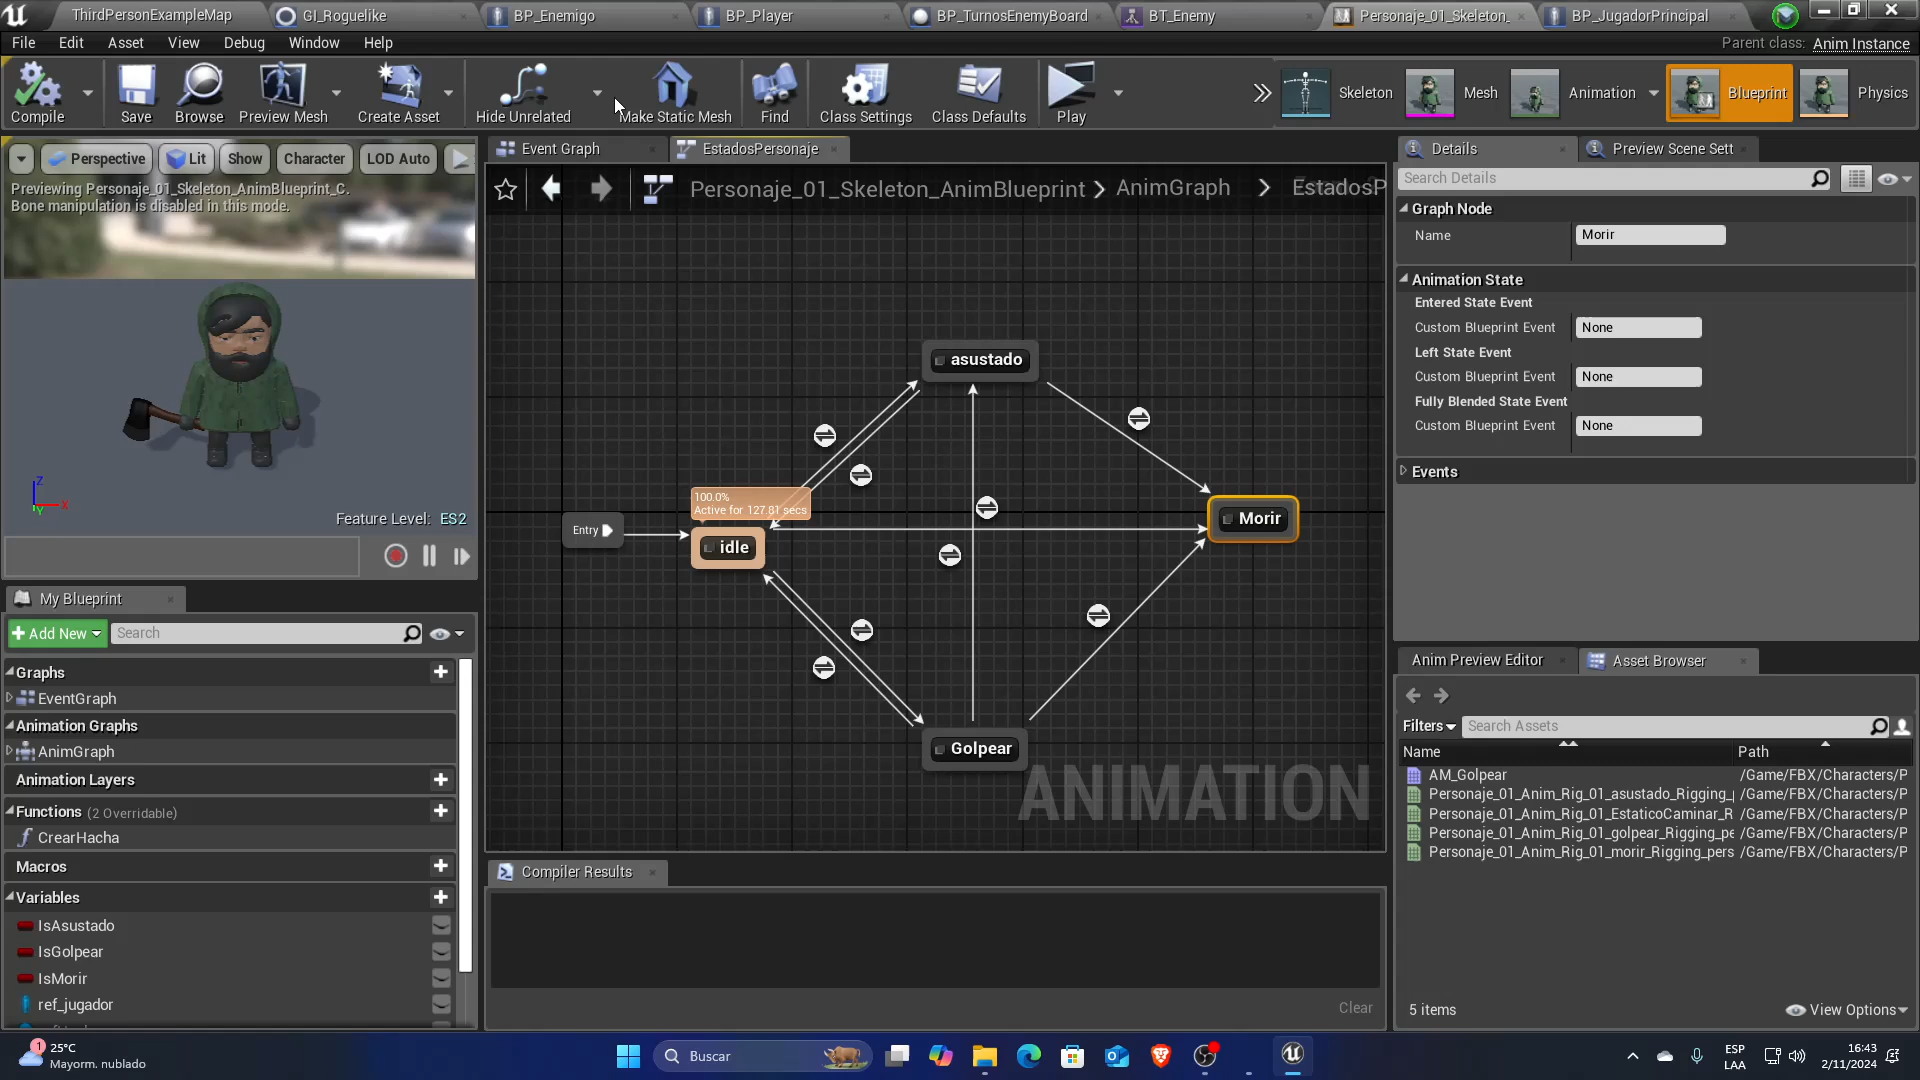 ThirdPersonExampleMap
GI_Roguelike
BP_Enemigo
BP_Player
BP_TurnosEnemyBoard
BT_Enemy
Personaje_01_Skeleton_
BP_JugadorPrincipal
File Edit Asset View Debug Window Help
Parent class: Anim Instance
Compile
Save
Browse
Preview Mesh
Create Asset
Hide Unrelated
Make Static Mesh
Find
Class Settings
Class Defaults
Play
Skeleton
Mesh
Animation
Blueprint
Physics
Perspective Lit Show Character LOD Auto
Previewing Personaje_01_Skeleton_AnimBlueprint_C.
Bone manipulation is disabled in this mode.
Z
X
Y
Feature Level: ES2
Event Graph
EstadosPersonaje
Personaje_01_Skeleton_AnimBlueprint > AnimGraph > EstadosP
asustado
100.0%
Active for 127.81 secs
Entry
idle
Morir
Golpear
ANIMATION
Compiler Results
Clear
My Blueprint
Add New
Search
Graphs
EventGraph
Animation Graphs
AnimGraph
Animation Layers
Functions (2 Overridable)
f CrearHacha
Macros
Variables
IsAsustado
IsGolpear
IsMorir
ref_jugador
Details
Preview Scene Sett
Search Details
Graph Node
Name Morir
Animation State
Entered State Event
Custom Blueprint Event None
Left State Event
Custom Blueprint Event None
Fully Blended State Event
Custom Blueprint Event None
Events
Anim Preview Editor
Asset Browser
Filters Search Assets
Name Path
AM_Golpear /Game/FBX/Characters/P
Personaje_01_Anim_Rig_01_asustado_Rigging_ /Game/FBX/Characters/P
Personaje_01_Anim_Rig_01_EstaticoCaminar_R /Game/FBX/Characters/P
Personaje_01_Anim_Rig_01_golpear_Rigging_pe /Game/FBX/Characters/P
Personaje_01_Anim_Rig_01_morir_Rigging_pers /Game/FBX/Characters/P
5 items
View Options
1
25°C
Mayorm. nublado
Buscar
ESP
LAA
16:43
2/11/2024